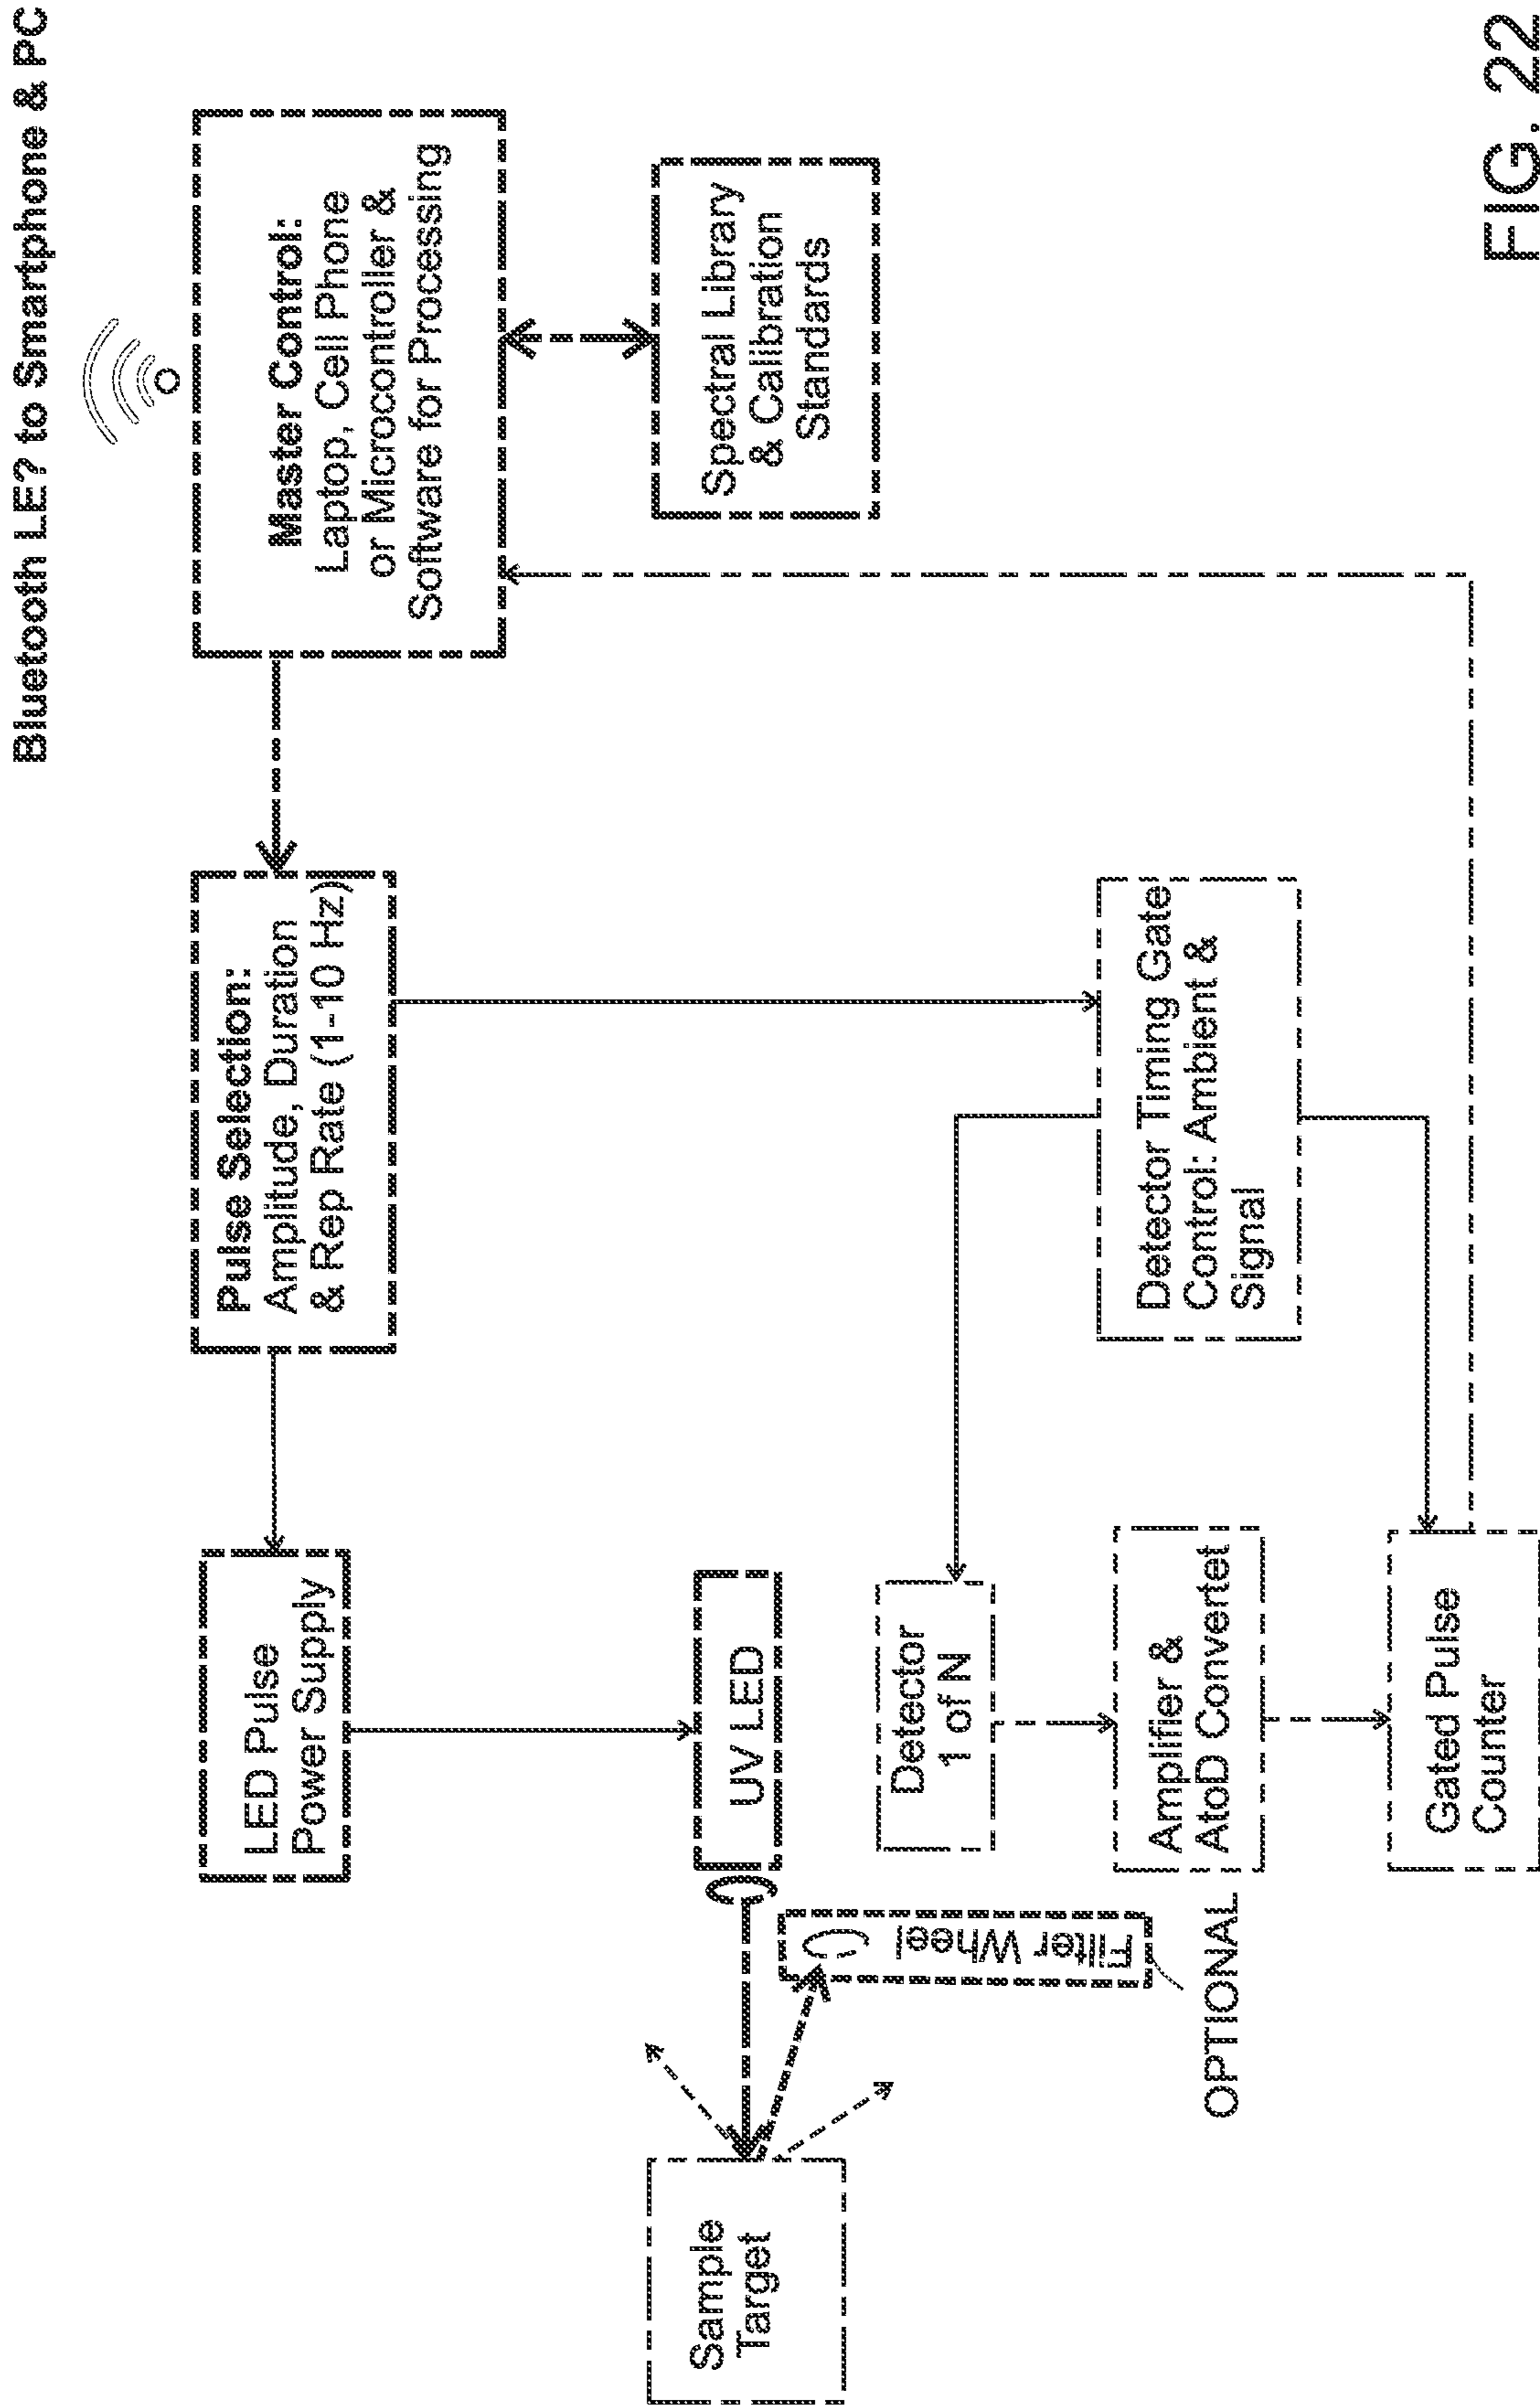 Bluetooth LE? to Smartphone & PC
LED Pulse
Power Supply
Pulse Selection:
Amplitude, Duration
& Rep Rate (1-10 Hz)
Master Control:
Laptop, Cell Phone
or Microcontroller &
Software for Processing
Sample
Target
UV LED
Spectral Library
& Calibration
Standards
Filter Wheel
OPTIONAL
Detector
1 of N
Amplifier &
AtoD Convertet
Detector Timing Gate
Control: Ambient &
Signal
Gated Pulse
Counter
FIG. 22